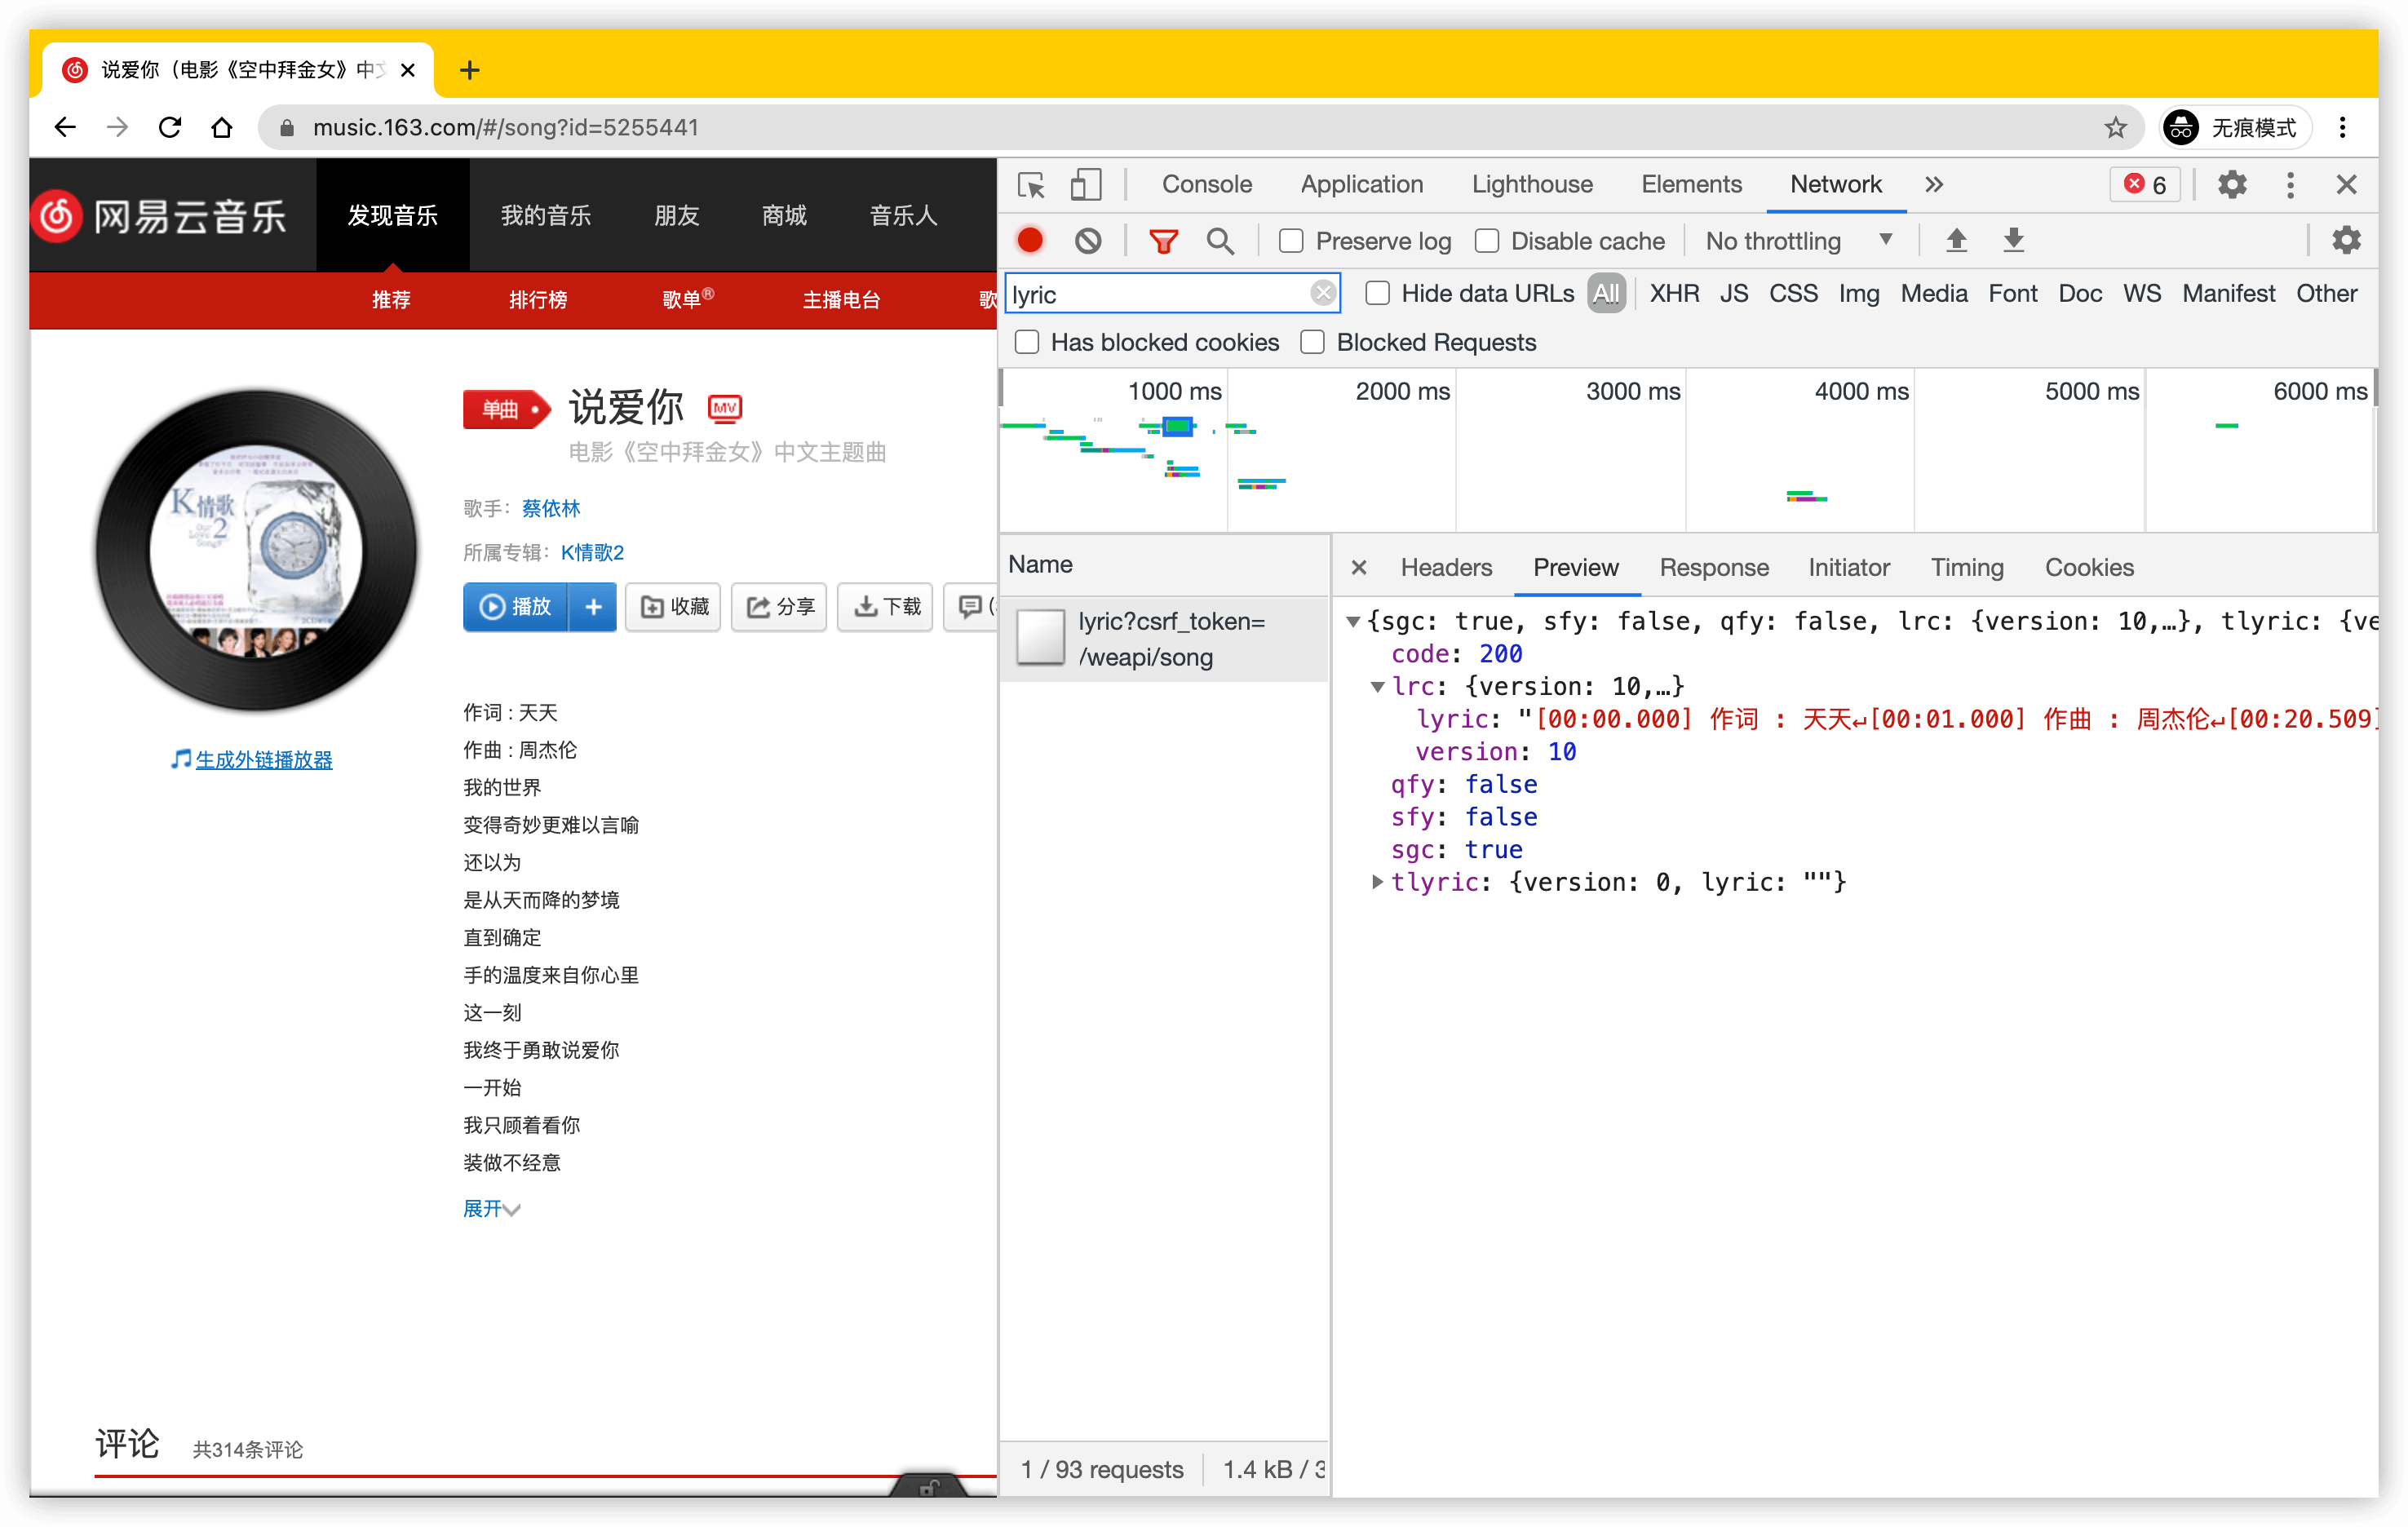 说爱你（电影《空中拜金女》中
music.163.com/#/song?id=5255441
无痕模式
网易云音乐
发现音乐
我的音乐
朋友
商城
音乐人
推荐
排行榜
歌单®
主播电台
歌
单曲
说爱你
MV
电影《空中拜金女》中文主题曲
歌手：蔡依林
所属专辑：K情歌2
播放
+
收藏
分享
下载
(
K情歌
2
生成外链播放器
作词 : 天天
作曲 : 周杰伦
我的世界
变得奇妙更难以言喻
还以为
是从天而降的梦境
直到确定
手的温度来自你心里
这一刻
我终于勇敢说爱你
一开始
我只顾着看你
装做不经意
展开
评论 共314条评论
Console
Application
Lighthouse
Elements
Network
6
Preserve log
Disable cache
No throttling
lyric
Hide data URLs
All
XHR
JS
CSS
Img
Media
Font
Doc
WS
Manifest
Other
Has blocked cookies
Blocked Requests
1000 ms
2000 ms
3000 ms
4000 ms
5000 ms
6000 ms
Name
lyric?csrf_token=
/weapi/song
1 / 93 requests
1.4 kB / 3
Headers
Preview
Response
Initiator
Timing
Cookies
{sgc: true, sfy: false, qfy: false, lrc: {version: 10,…}, tlyric: {ve
code: 200
lrc: {version: 10,…}
lyric: "[00:00.000] 作词 : 天天↵[00:01.000] 作曲 : 周杰伦↵[00:20.509]
version: 10
qfy: false
sfy: false
sgc: true
tlyric: {version: 0, lyric: ""}